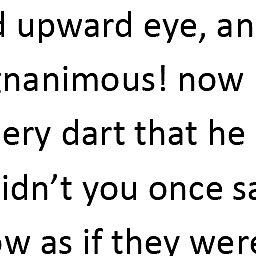 d upward eye, an
gnanimous! now
ery dart that he
idn’t you once sa
ow as if they were